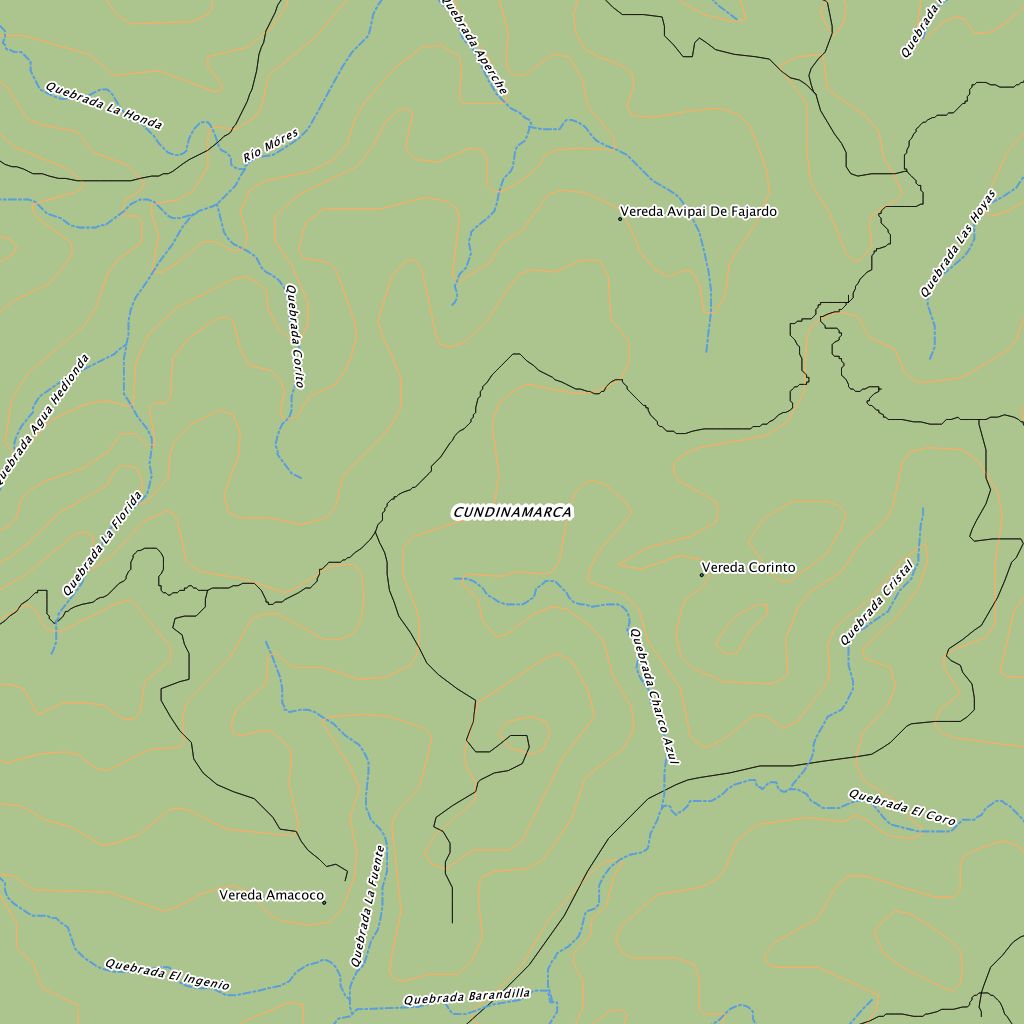 Quebrada Aperche
Quebrada
Quebrada La Honda
Río Móres
Vereda Avipai De Fajardo
Quebrada Las Hoyas
Quebrada Corito
Quebrada Agua Hedionda
Quebrada La Florida
CUNDINAMARCA
Vereda Corinto
Quebrada Cristal
Quebrada Charco Azul
Quebrada El Coro
Quebrada La Fuente
Vereda Amacoco
Quebrada El Ingenio
Quebrada Barandilla